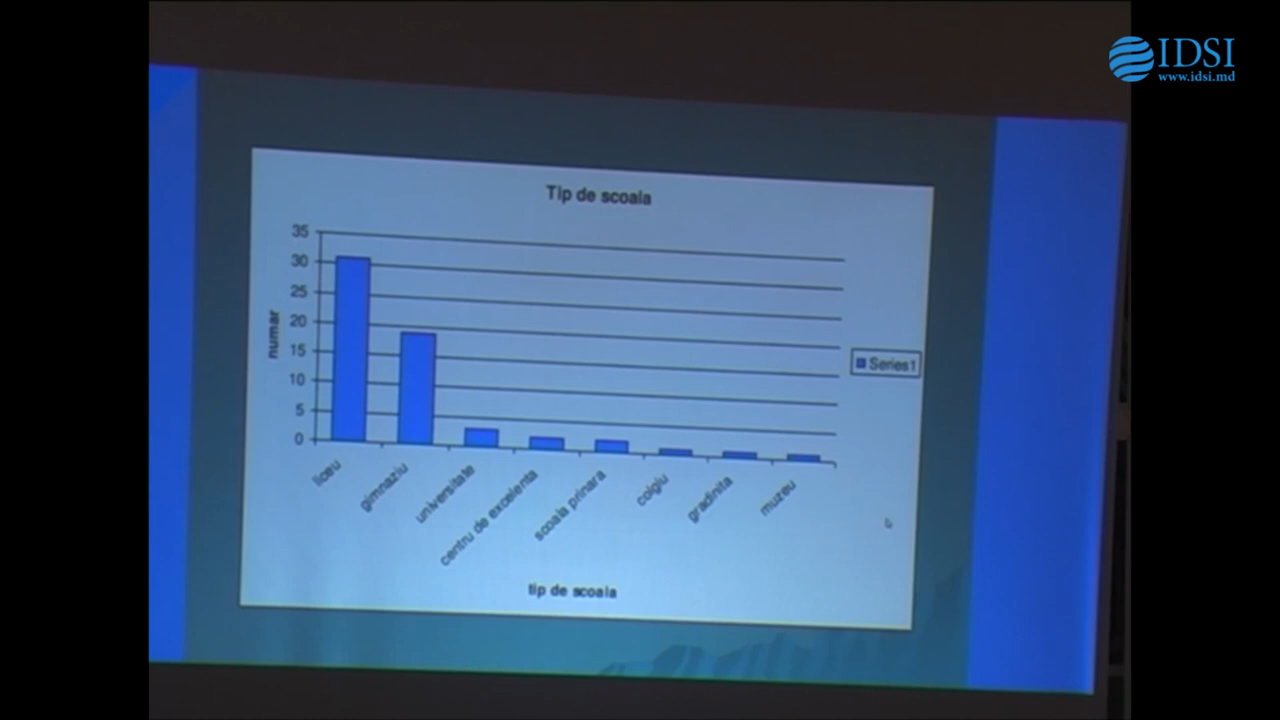 IDSI
www.idsi.md
Tip de scoala
35
30
25
20
15
10
5
0
numar
Series1
liceu
gimnaziu
universitate
centru de excelenta
scoala prinara
colgiu
gradinita
muzeu
tip de scoala